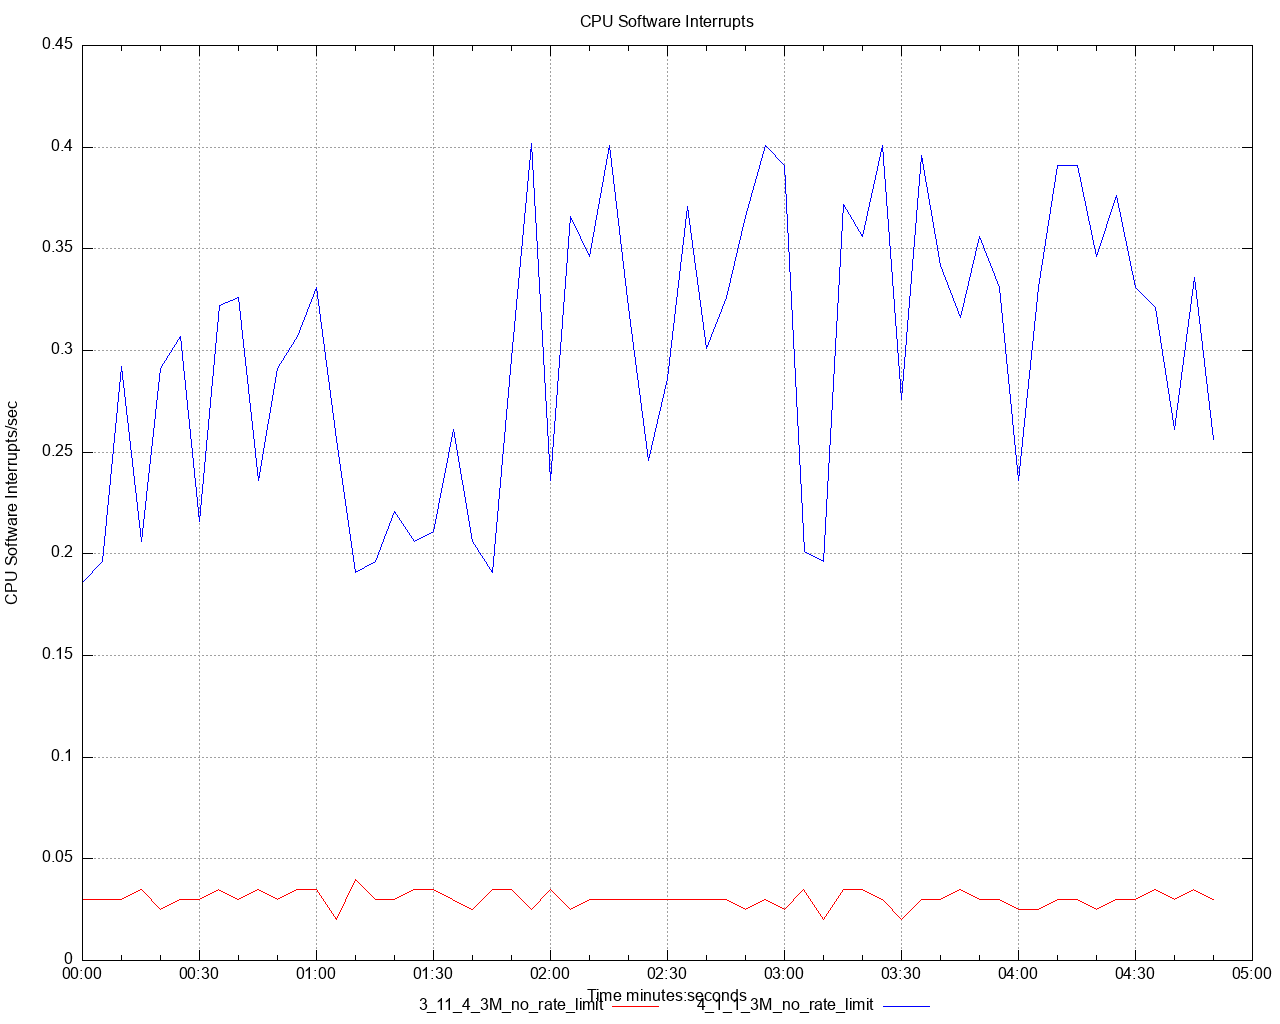 CPU Software Interrupts
0.45
0.4
0.35
0.3
0.25
0.2
0.15
0.1
0.05
0
CPU Software Interrupts/sec
00:00 00:30 01:00 01:30 02:00 02:30 03:00 03:30 04:00 04:30 05:00
Time minutes:seconds
3_11_4_3M_no_rate_limit 4_1_1_3M_no_rate_limit